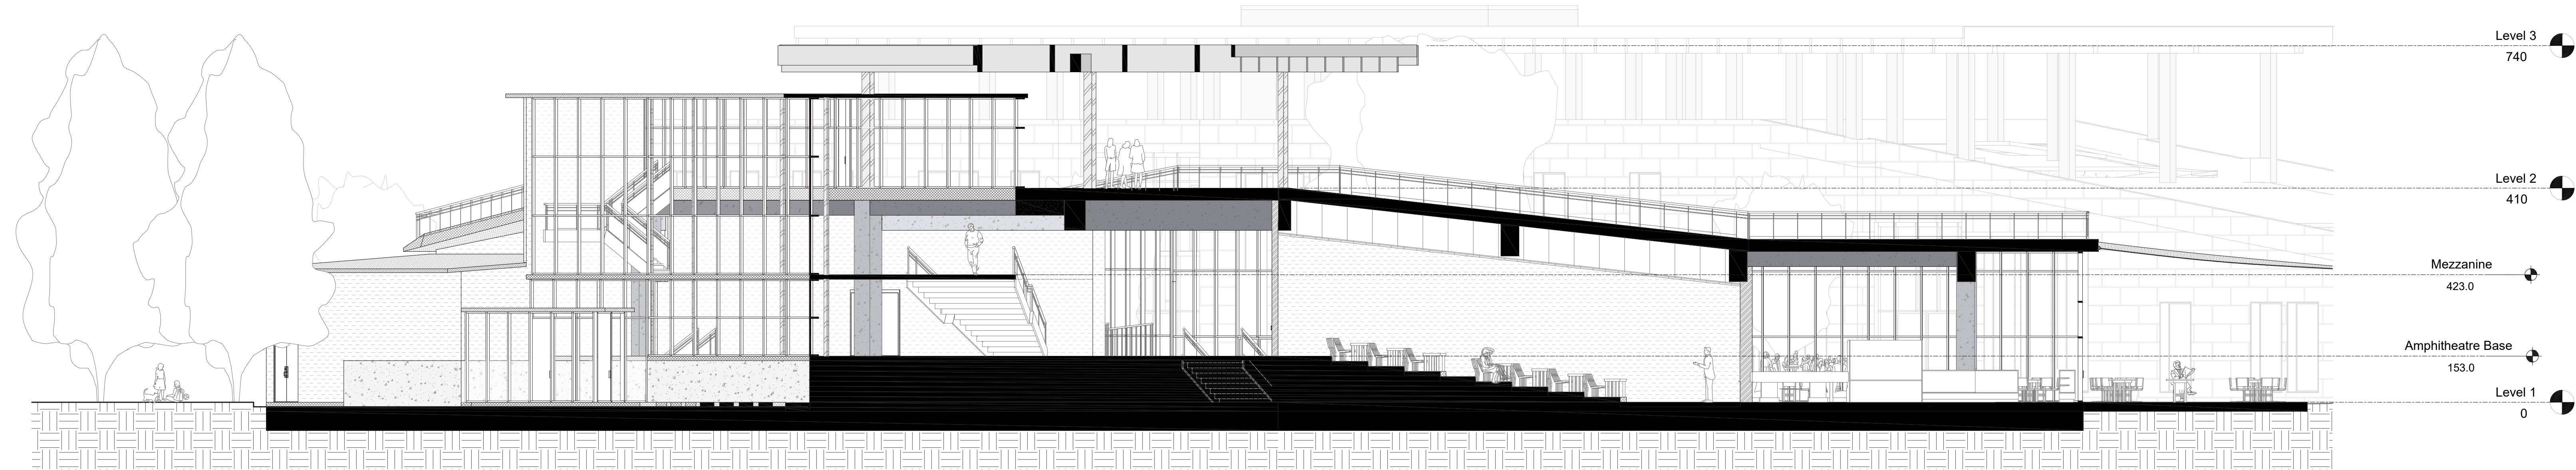 Level 3
740
Level 2
410
Mezzanine
423.0
Amphitheatre Base
153.0
Level 1
0